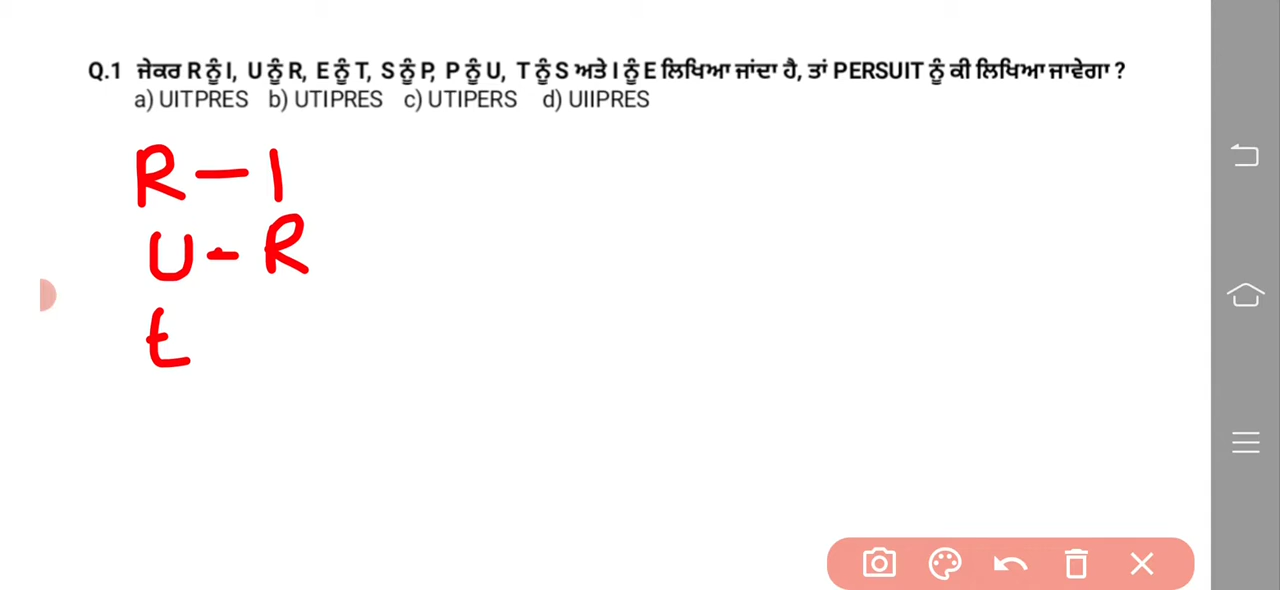 Q.1 ਜੇਕਰ R ਨੂੰ I, U ਨੂੰ R, E ਨੂੰ T, S ਨੂੰ P, P ਨੂੰ U, T ਨੂੰ S ਅਤੇ I ਨੂੰ E ਲਿਖਿਆ ਜਾਂਦਾ ਹੈ, ਤਾਂ PERSUIT ਨੂੰ ਕੀ ਲਿਖਿਆ ਜਾਵੇਗਾ ?
a) UITPRES b) UTIPRES c) UTIPERS d) UIIPRES
R - I
U - R
t